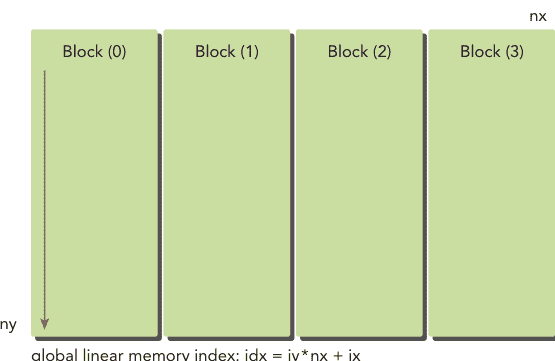 nx
Block (0) Block (1) Block (2) Block (3)
ny
global linear memory index: idx = iy*nx + ix